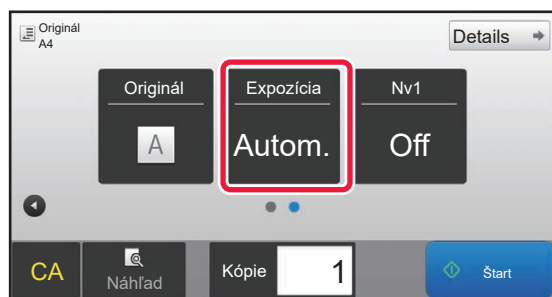 Originál
A4
Details
Originál
Expozícia
Nv1
A
Autom.
Off
CA
Náhľad
Kópie
1
Štart